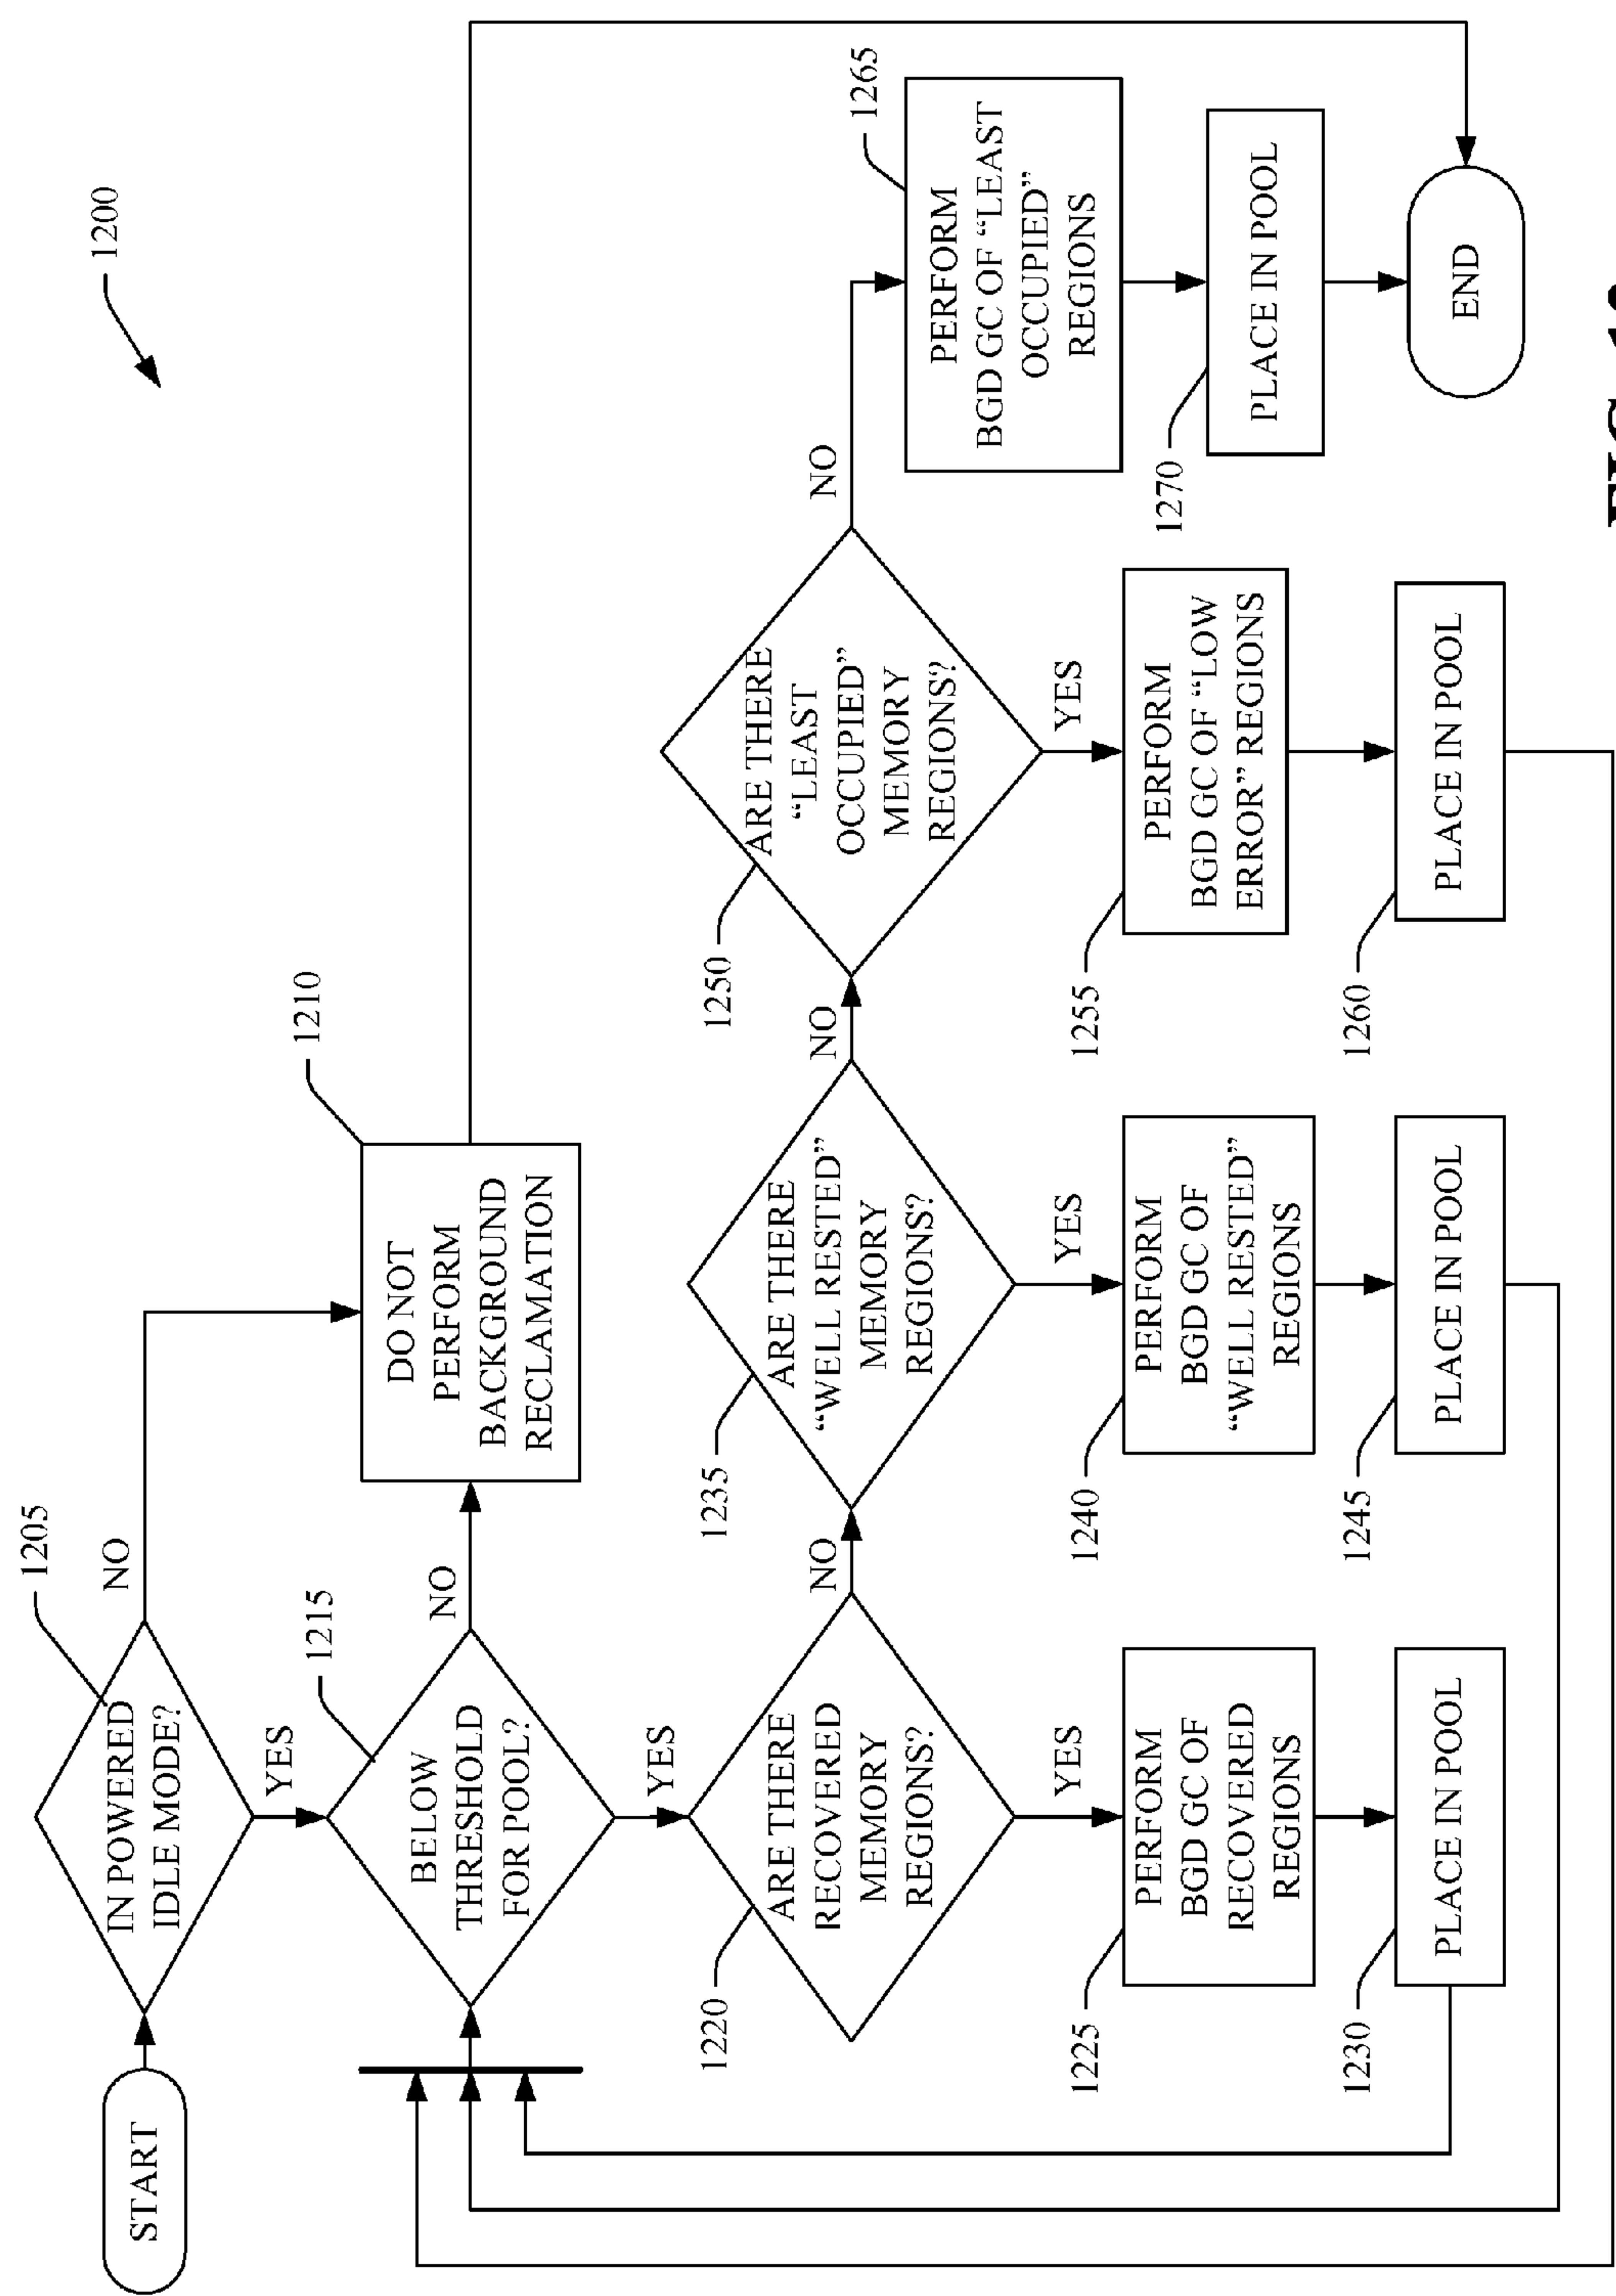 1200
START
IN POWERED
IDLE MODE?
1205
NO
YES
DO NOT
PERFORM
BACKGROUND
RECLAMATION
1210
BELOW
THRESHOLD
FOR POOL?
1215
NO
YES
ARE THERE
RECOVERED
MEMORY
REGIONS?
1220
NO
YES
PERFORM
BGD GC OF
RECOVERED
REGIONS
1225
PLACE IN POOL
1230
ARE THERE
“WELL RESTED”
MEMORY
REGIONS?
1235
NO
YES
PERFORM
BGD GC OF
“WELL RESTED”
REGIONS
1240
PLACE IN POOL
1245
ARE THERE
“LEAST
OCCUPIED”
MEMORY
REGIONS?
1250
NO
YES
PERFORM
BGD GC OF “LOW
ERROR” REGIONS
1255
PLACE IN POOL
1260
PERFORM
BGD GC OF “LEAST
OCCUPIED”
REGIONS
1265
PLACE IN POOL
1270
END